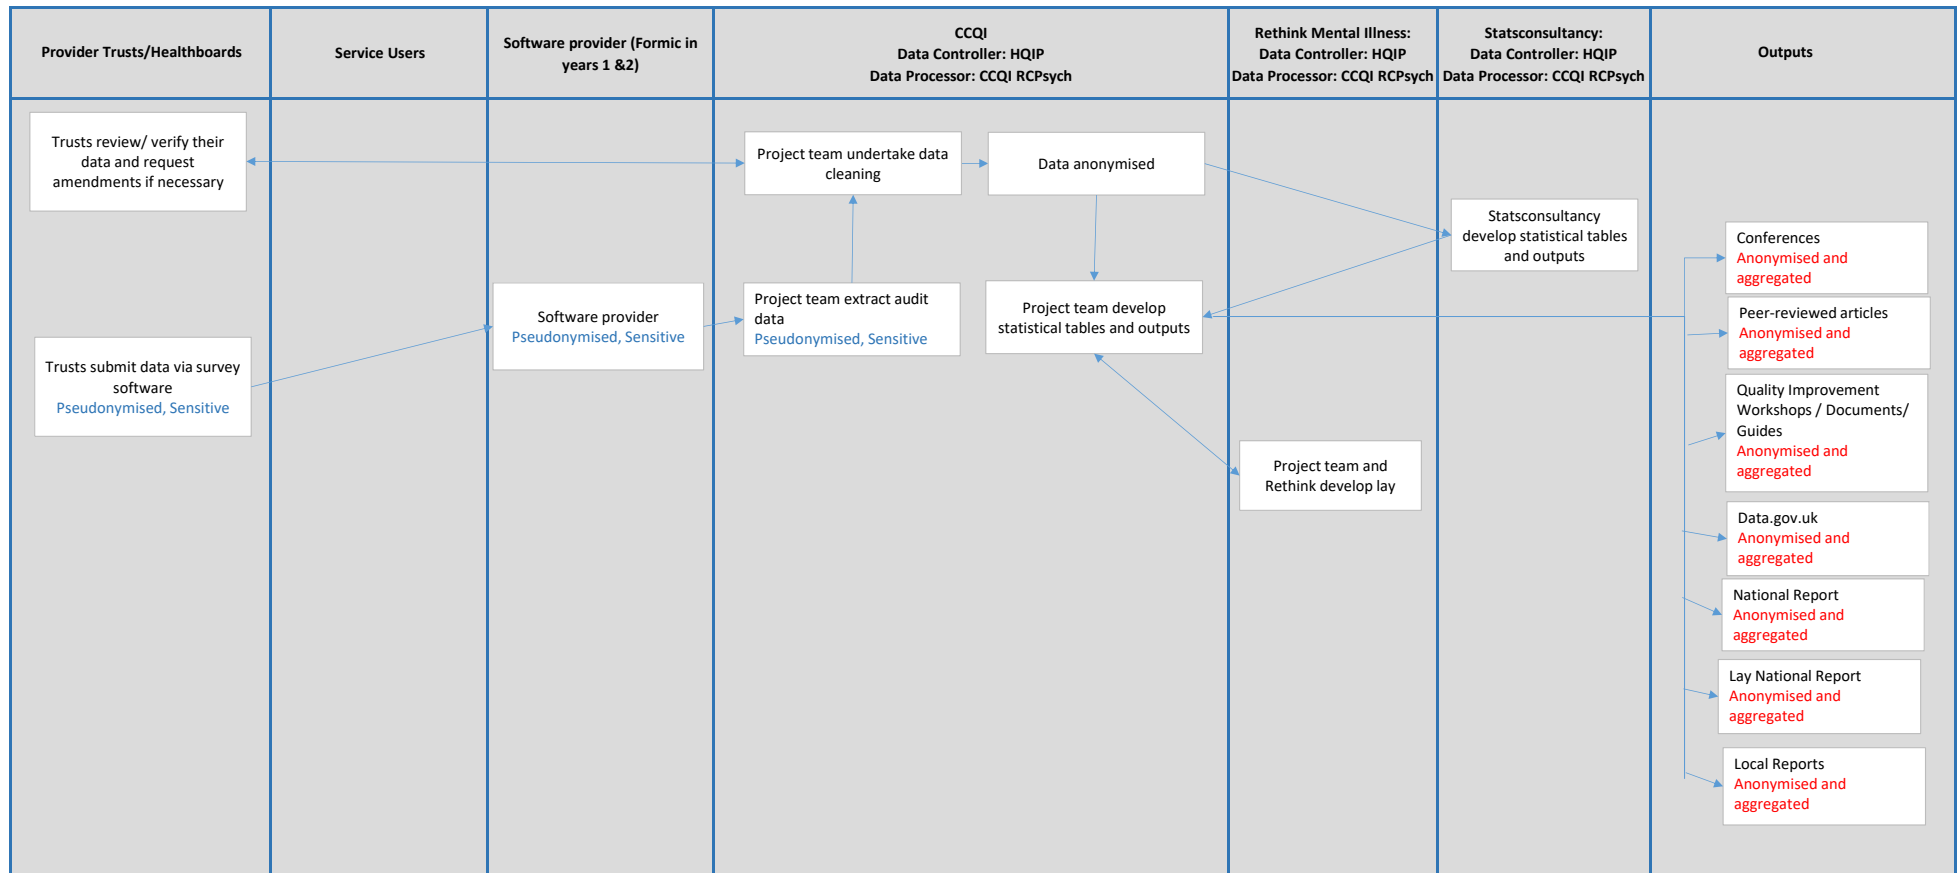 Provider Trusts/Healthboards
Service Users
Software provider (Formic in
years 1 &2)
CCQI
Data Controller: HQIP
Data Processor: CCQI RCPsych
Rethink Mental Illness:
Data Controller: HQIP
Data Processor: CCQI RCPsych
Statsconsultancy:
Data Controller: HQIP
Data Processor: CCQI RCPsych
Outputs
Trusts review/ verify their
data and request
amendments if necessary
Trusts submit data via survey
software
Pseudonymised, Sensitive
Software provider
Pseudonymised, Sensitive
Project team undertake data
cleaning
Data anonymised
Project team extract audit
data
Pseudonymised, Sensitive
Project team develop
statistical tables and outputs
Project team and
Rethink develop lay
Statsconsultancy
develop statistical tables
and outputs
Conferences
Anonymised and
aggregated
Peer-reviewed articles
Anonymised and
aggregated
Quality Improvement
Workshops / Documents/
Guides
Anonymised and
aggregated
Data.gov.uk
Anonymised and
aggregated
National Report
Anonymised and
aggregated
Lay National Report
Anonymised and
aggregated
Local Reports
Anonymised and
aggregated